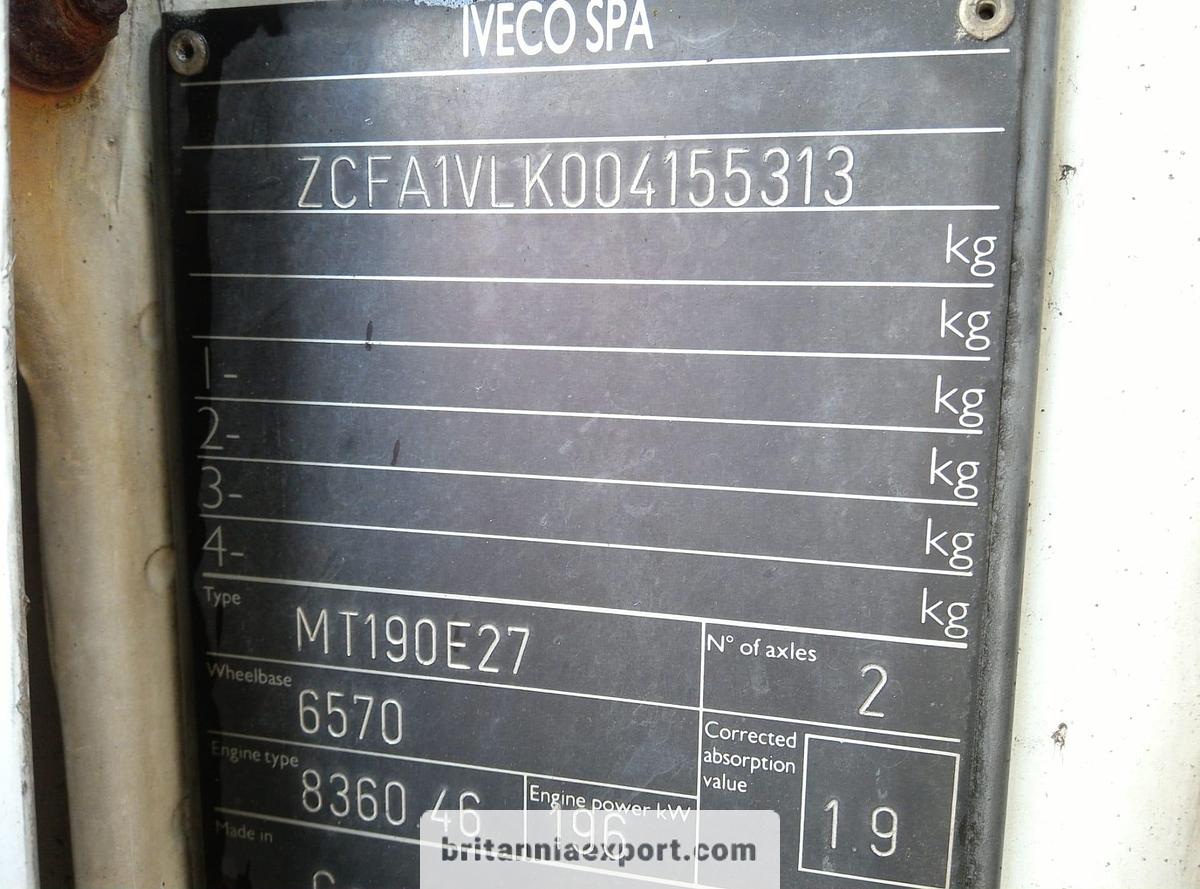 IVECO SPA
ZCFA1VLK004155313
kg
kg
1- kg
2- kg
3- kg
4- kg
Type MT190E27
N° of axles 2
Wheelbase 6570
Corrected absorption value 1.9
Engine type 8360.46
Engine power kW 196
Made in
britanniaexport.com